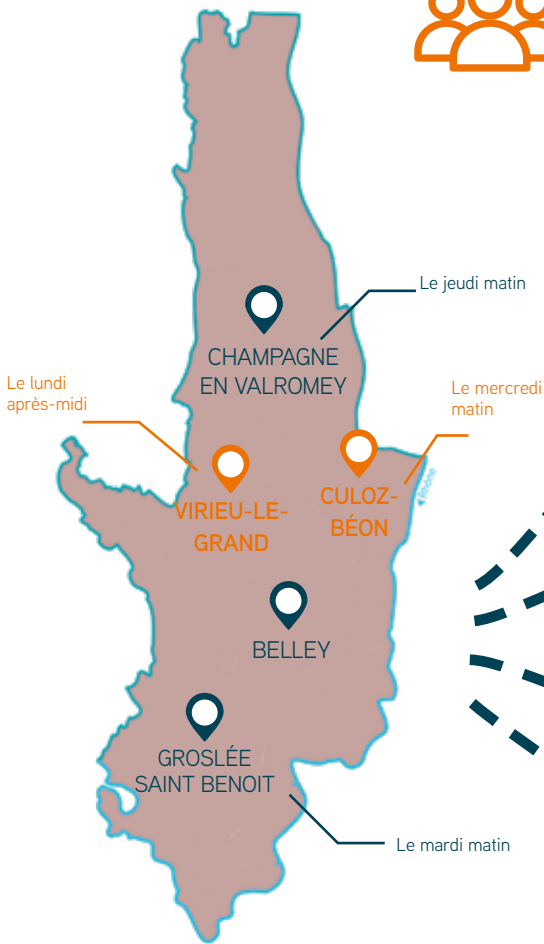 Le jeudi matin
CHAMPAGNE
EN VALROMEY
Le lundi
après-midi
Le mercredi
matin
VIRIEU-LE-
GRAND
CULOZ-
BÉON
Rhône
BELLEY
GROSLÉE
SAINT BENOIT
Le mardi matin